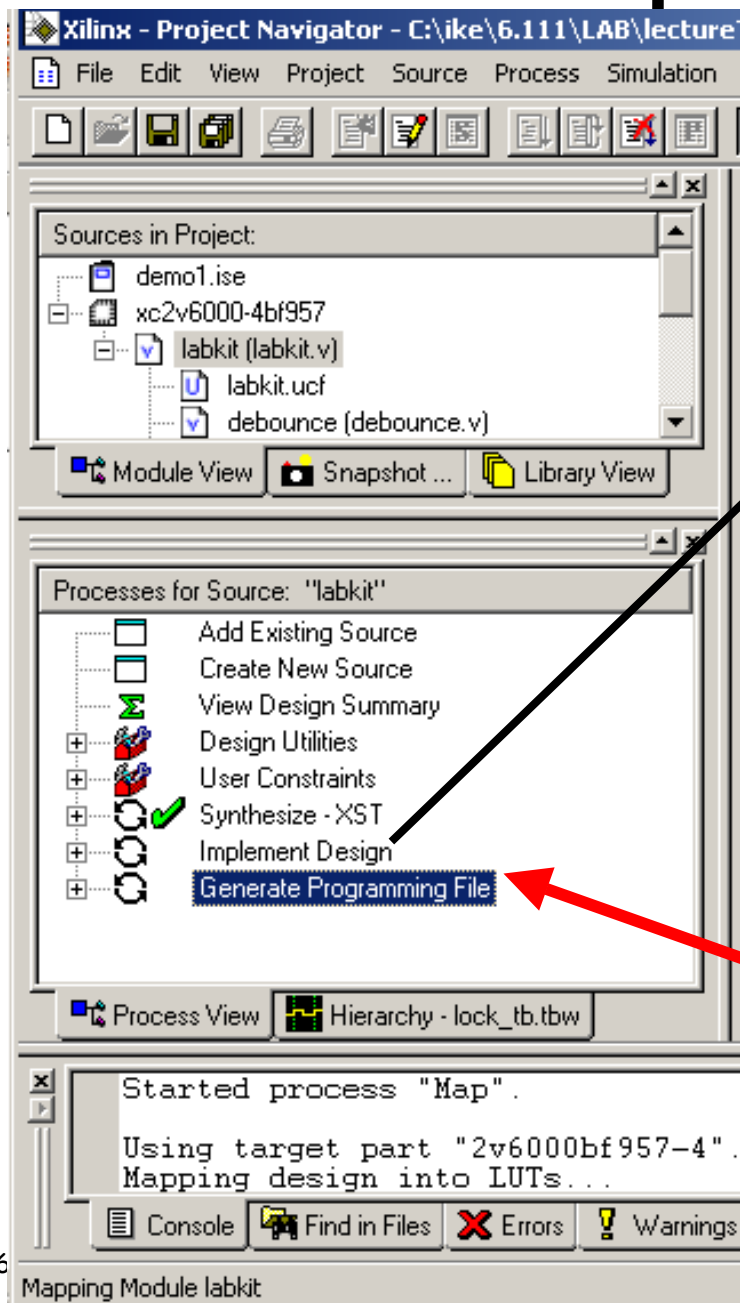 Xilinx - Project Navigator - C:\ike\6.111\LAB\lecture
File Edit View Project Source Process Simulation
Sources in Project:
demo1.ise
xc2v6000-4bf957
labkit (labkit.v)
labkit.ucf
debounce (debounce.v)
Module View Snapshot ... Library View
Processes for Source: "labkit"
Add Existing Source
Create New Source
View Design Summary
Design Utilities
User Constraints
Synthesize - XST
Implement Design
Generate Programming File
Process View Hierarchy - lock_tb.tbw
Started process "Map".
Using target part "2v6000bf957-4".
Mapping design into LUTs...
Console Find in Files Errors Warnings
6
Mapping Module labkit